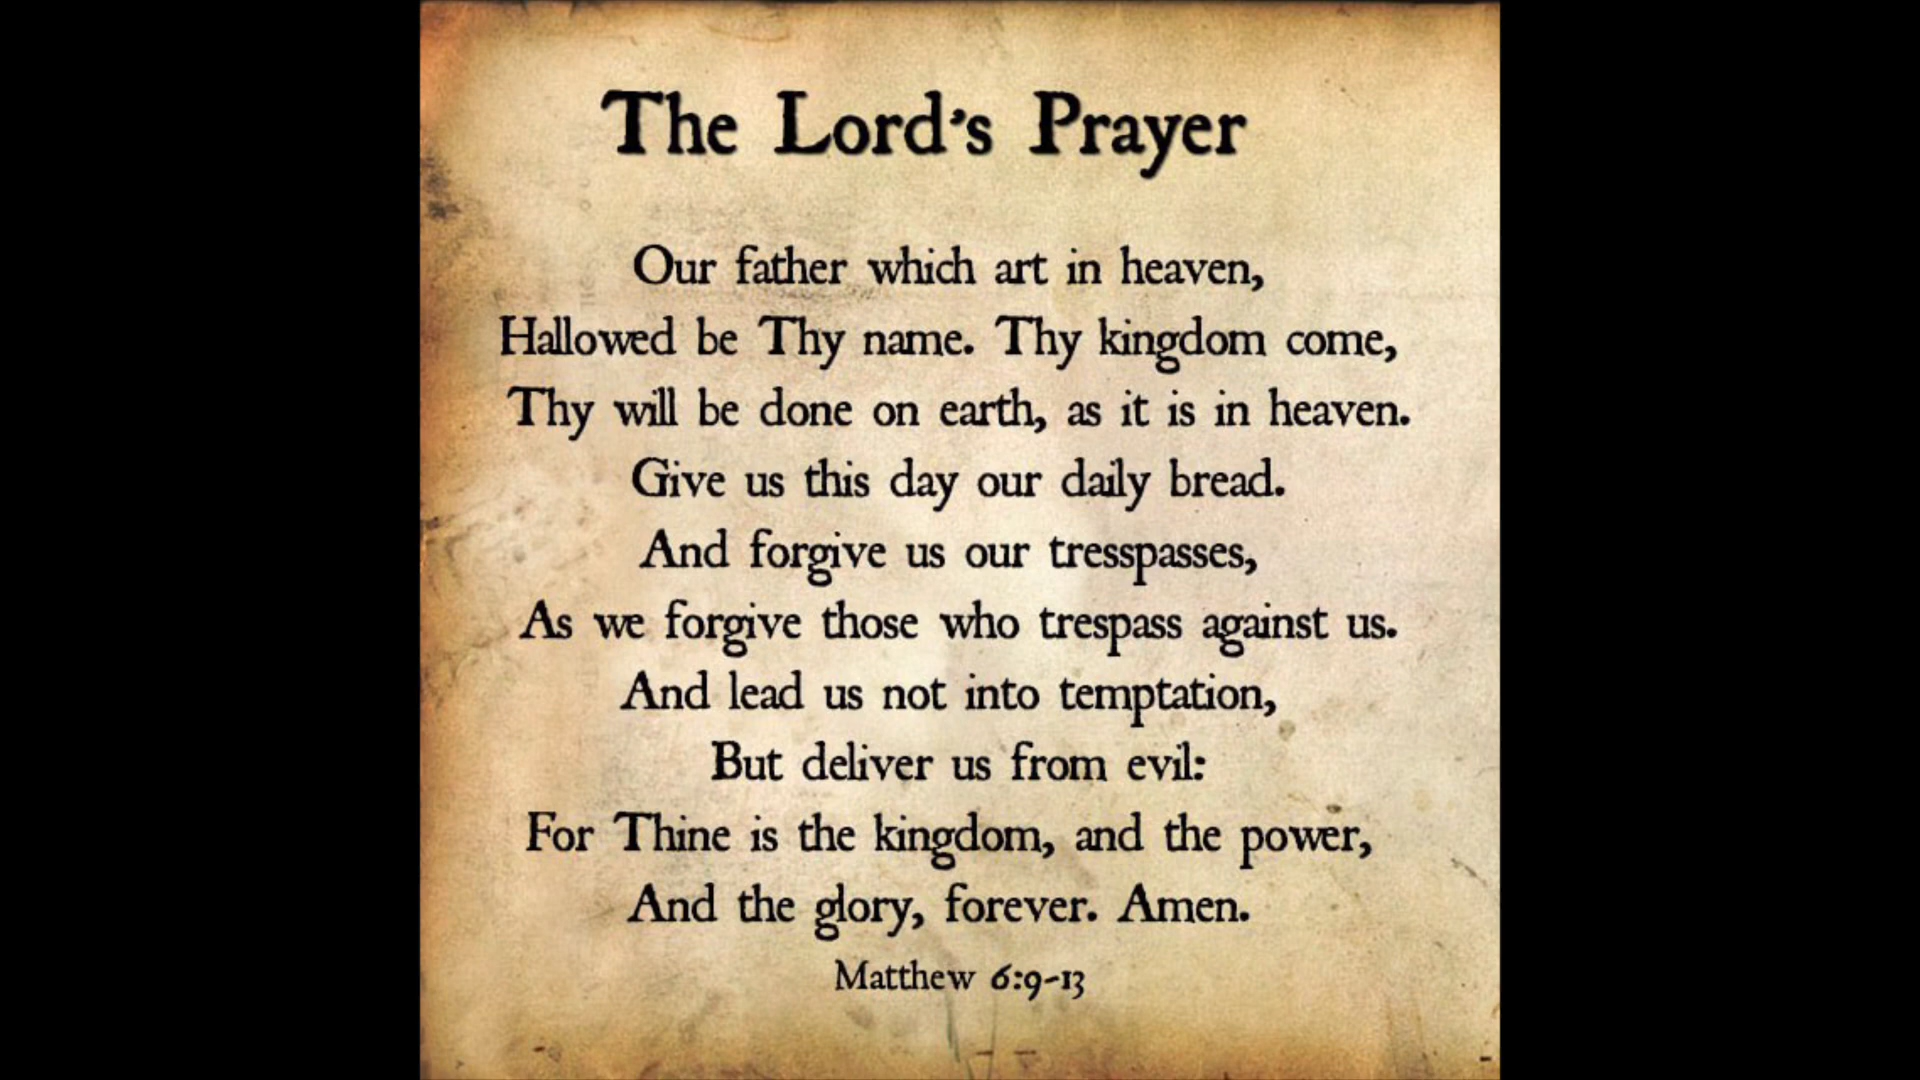 The Lord's Prayer
Our father which art in heaven,
Hallowed be Thy name. Thy kingdom come,
Thy will be done on earth, as it is in heaven.
Give us this day our daily bread.
And forgive us our tresspasses,
As we forgive those who trespass against us.
And lead us not into temptation,
But deliver us from evil:
For Thine is the kingdom, and the power,
And the glory, forever. Amen.
Matthew 6:9-13